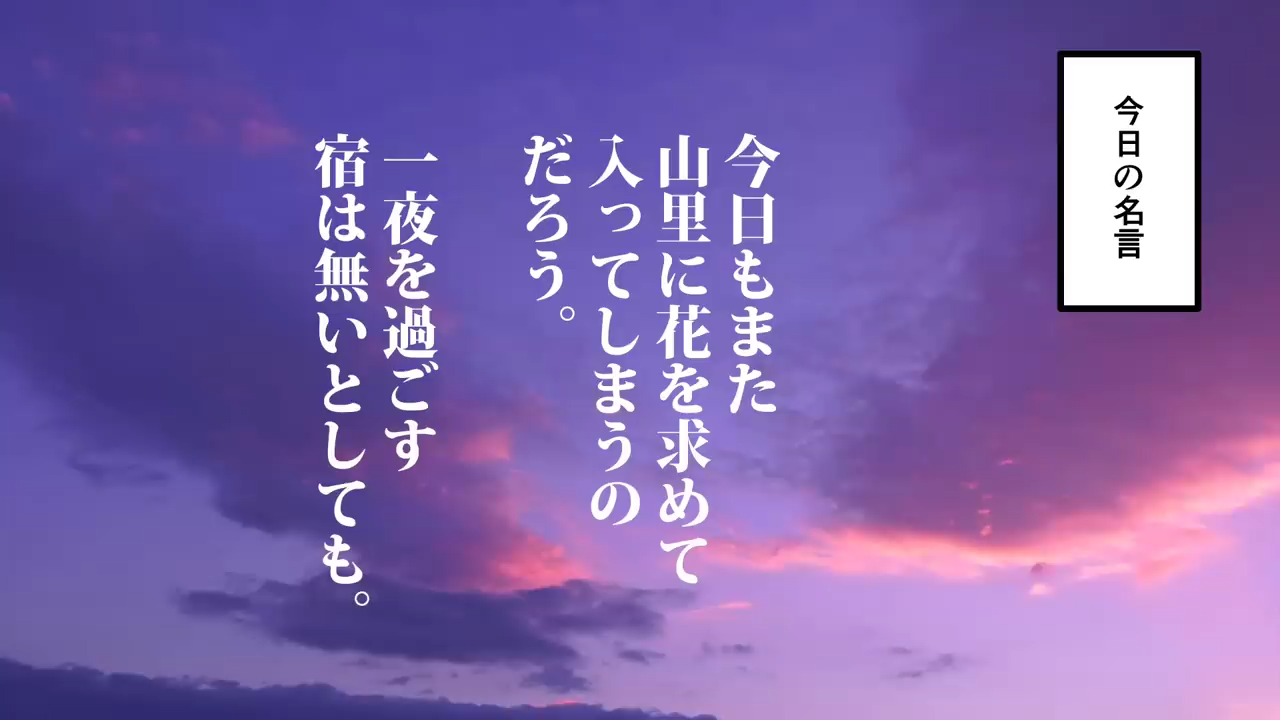 今日の名言
今日もまた
山里に花を求めて
入ってしまうの
だろう。
一夜を過ごす
宿は無いとしても。